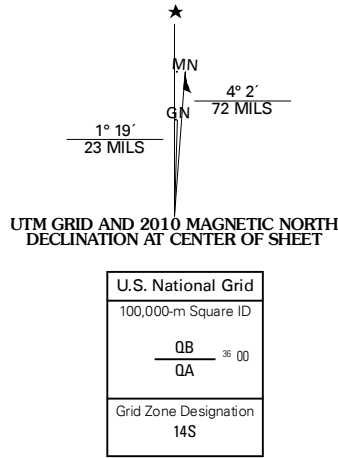 ★
MN
GN
4° 2´
72 MILS
1° 19´
23 MILS
UTM GRID AND 2010 MAGNETIC NORTH
DECLINATION AT CENTER OF SHEET
U.S. National Grid
100,000-m Square ID
QB
36 00
QA
Grid Zone Designation
14S